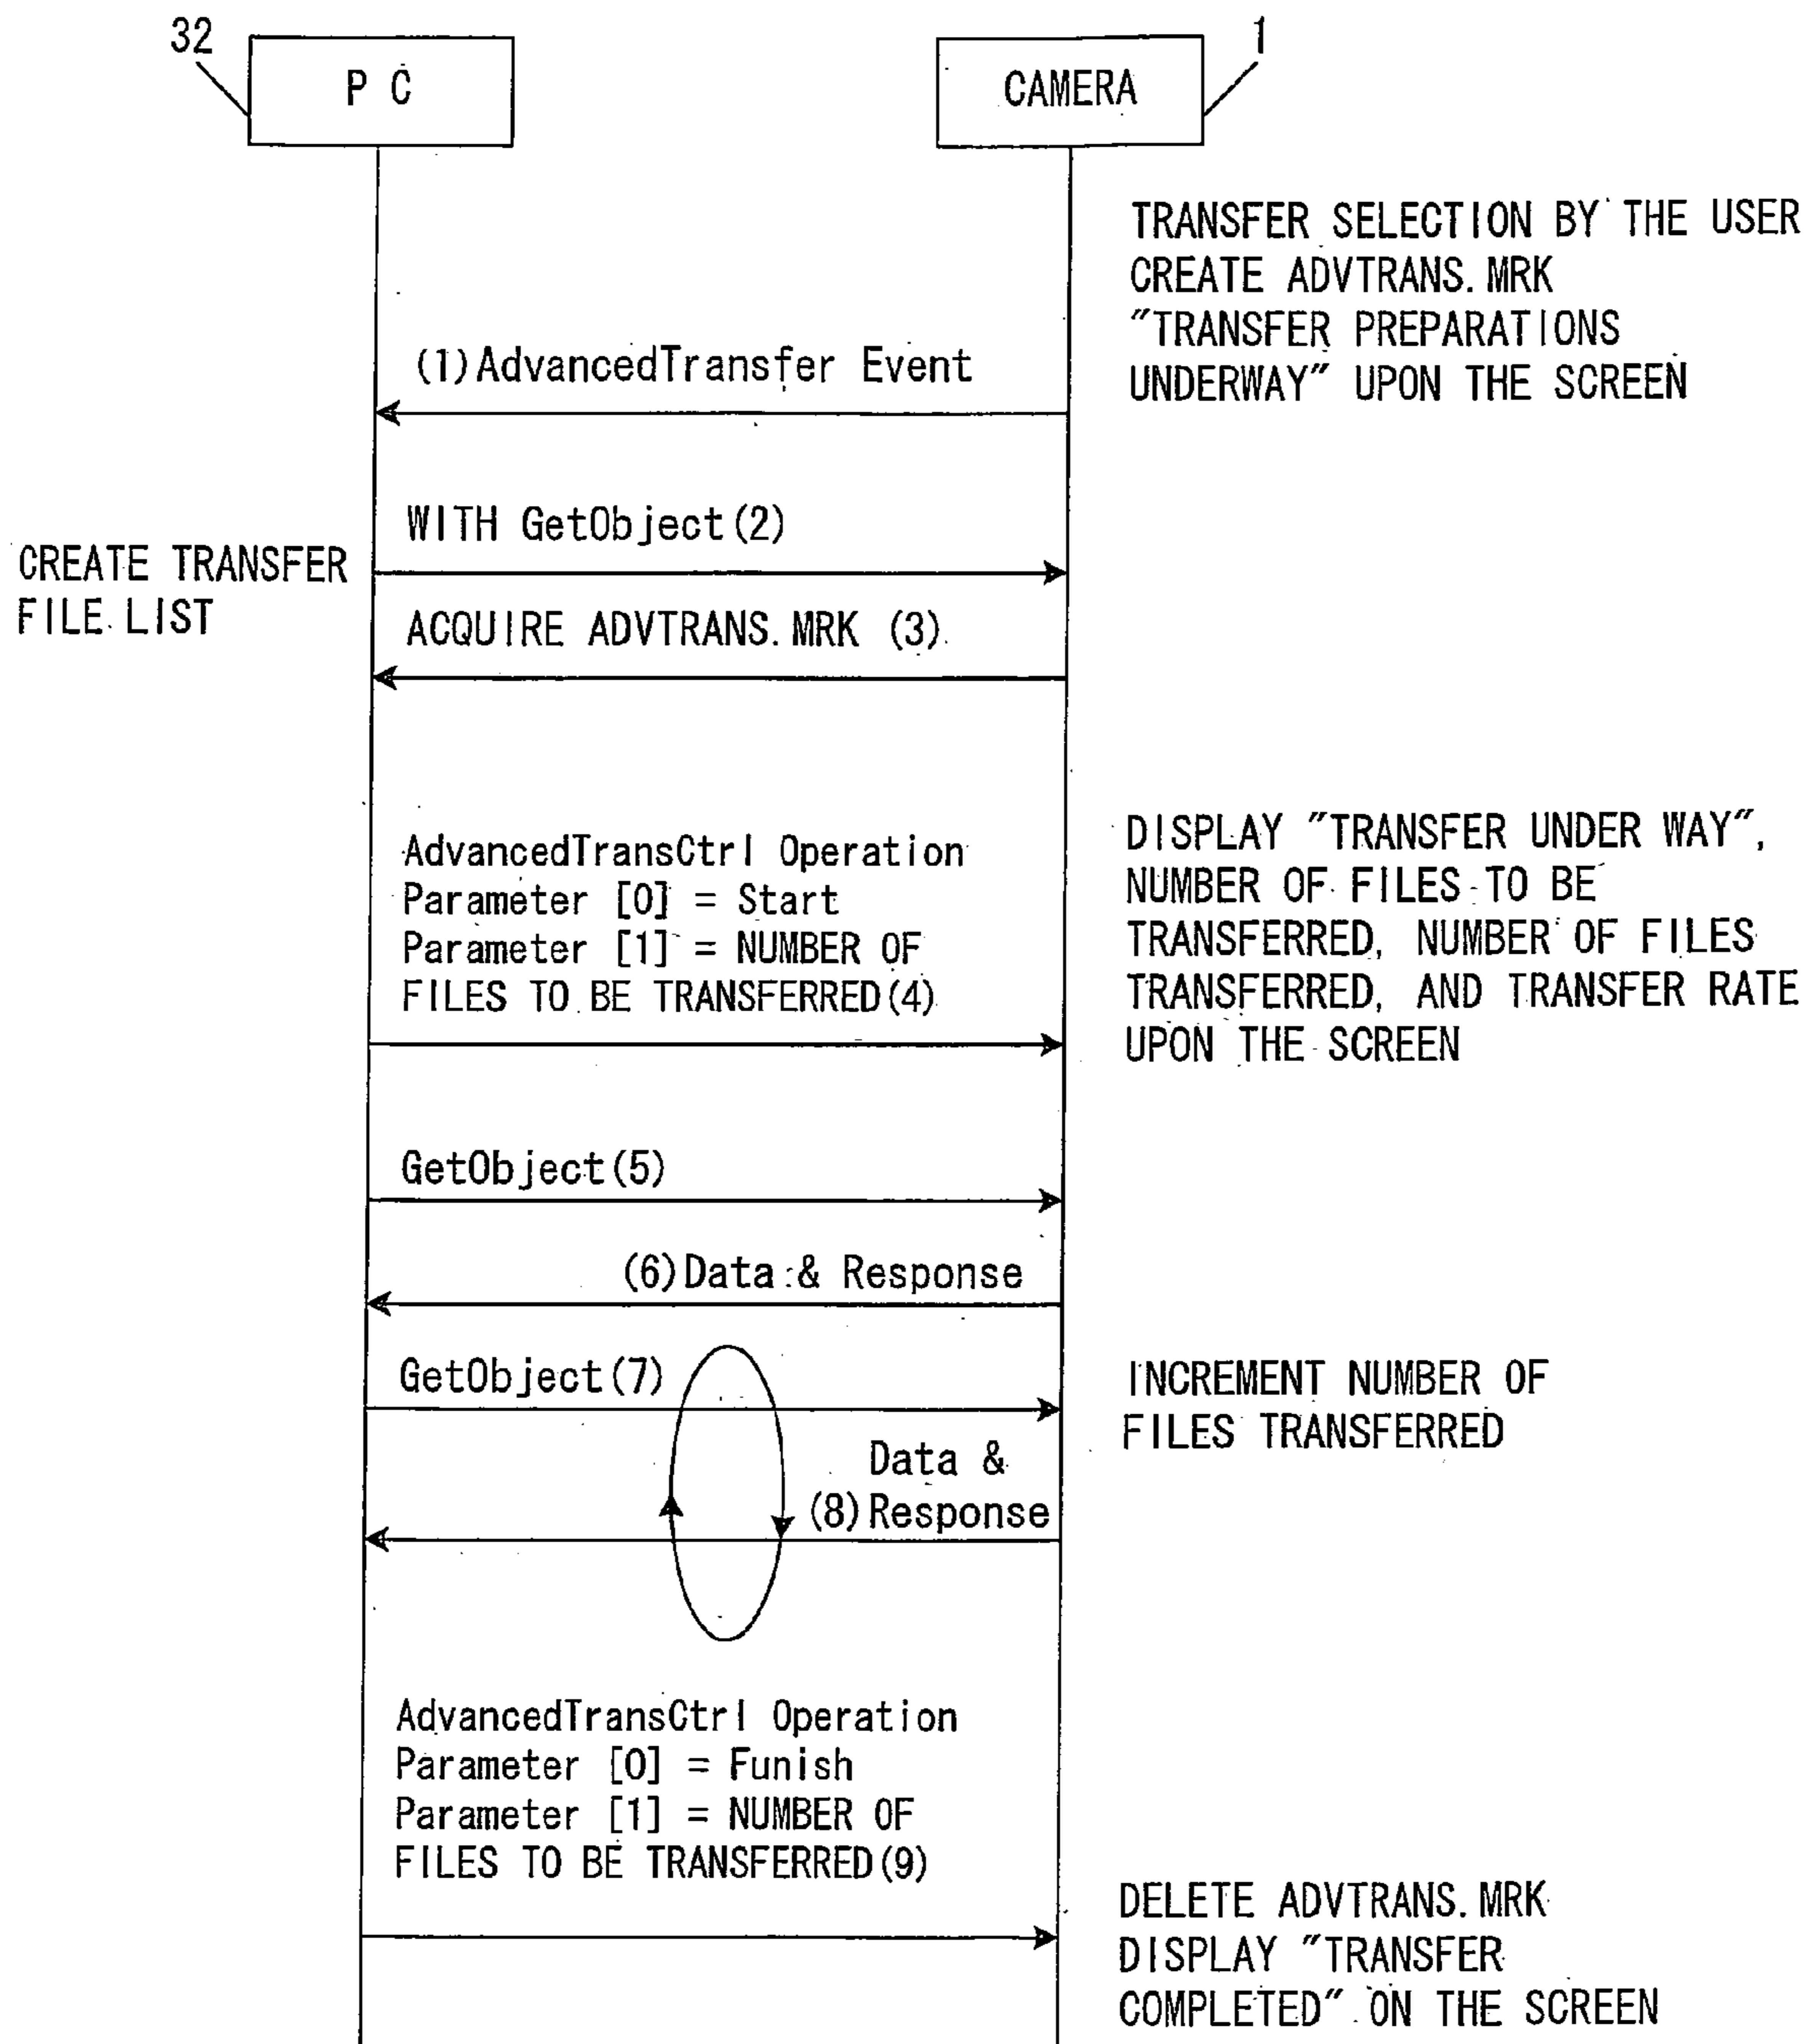 32
1
P C
CAMERA
TRANSFER SELECTION BY THE USER
CREATE ADVTRANS.MRK
"TRANSFER PREPARATIONS
UNDERWAY" UPON THE SCREEN
(1)AdvancedTransfer Event
WITH GetObject(2)
CREATE TRANSFER
FILE LIST
ACQUIRE ADVTRANS.MRK (3)
AdvancedTransCtrl Operation
Parameter [0] = Start
Parameter [1] = NUMBER OF
FILES TO BE TRANSFERRED(4)
DISPLAY "TRANSFER UNDER WAY",
NUMBER OF FILES TO BE
TRANSFERRED, NUMBER OF FILES
TRANSFERRED, AND TRANSFER RATE
UPON THE SCREEN
GetObject(5)
(6)Data & Response
GetObject(7)
INCREMENT NUMBER OF
FILES TRANSFERRED
Data &
(8)Response
AdvancedTransCtrl Operation
Parameter [0] = Funish
Parameter [1] = NUMBER OF
FILES TO BE TRANSFERRED(9)
DELETE ADVTRANS.MRK
DISPLAY "TRANSFER
COMPLETED" ON THE SCREEN